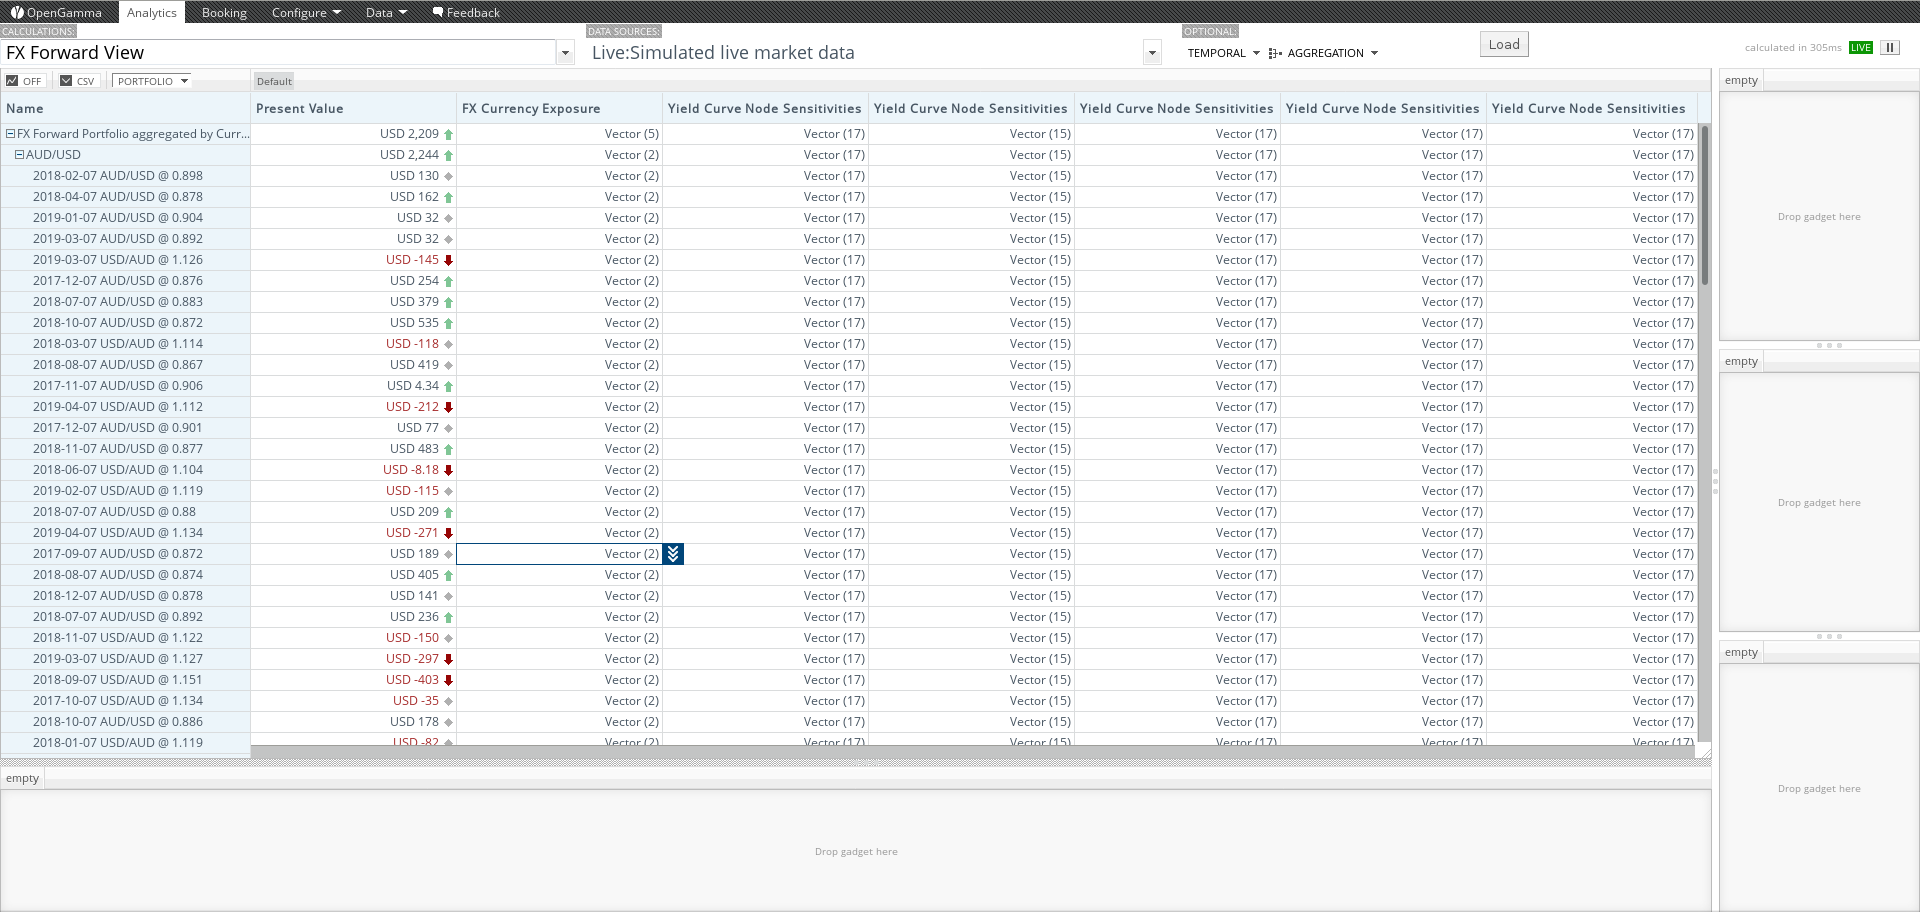 OpenGamma Analytics Booking Configure Data Feedback
CALCULATIONS: DATA SOURCES: OPTIONAL:
FX Forward View Live:Simulated live market data TEMPORAL AGGREGATION Load calculated in 305ms LIVE
OFF CSV PORTFOLIO Default empty
Name Present Value FX Currency Exposure Yield Curve Node Sensitivities Yield Curve Node Sensitivities Yield Curve Node Sensitivities Yield Curve Node Sensitivities Yield Curve Node Sensitivities
FX Forward Portfolio aggregated by Curr... USD 2,209 Vector (5) Vector (17) Vector (15) Vector (17) Vector (17) Vector (17)
AUD/USD USD 2,244 Vector (2) Vector (17) Vector (15) Vector (17) Vector (17) Vector (17)
2018-02-07 AUD/USD @ 0.898 USD 130 Vector (2) Vector (17) Vector (15) Vector (17) Vector (17) Vector (17)
2018-04-07 AUD/USD @ 0.878 USD 162 Vector (2) Vector (17) Vector (15) Vector (17) Vector (17) Vector (17)
2019-01-07 AUD/USD @ 0.904 USD 32 Vector (2) Vector (17) Vector (15) Vector (17) Vector (17) Vector (17)
Drop gadget here
2019-03-07 AUD/USD @ 0.892 USD 32 Vector (2) Vector (17) Vector (15) Vector (17) Vector (17) Vector (17)
2019-03-07 USD/AUD @ 1.126 USD -145 Vector (2) Vector (17) Vector (15) Vector (17) Vector (17) Vector (17)
2017-12-07 AUD/USD @ 0.876 USD 254 Vector (2) Vector (17) Vector (15) Vector (17) Vector (17) Vector (17)
2018-07-07 AUD/USD @ 0.883 USD 379 Vector (2) Vector (17) Vector (15) Vector (17) Vector (17) Vector (17)
2018-10-07 AUD/USD @ 0.872 USD 535 Vector (2) Vector (17) Vector (15) Vector (17) Vector (17) Vector (17)
2018-03-07 USD/AUD @ 1.114 USD -118 Vector (2) Vector (17) Vector (15) Vector (17) Vector (17) Vector (17)
2018-08-07 AUD/USD @ 0.867 USD 419 Vector (2) Vector (17) Vector (15) Vector (17) Vector (17) Vector (17)
empty
2017-11-07 AUD/USD @ 0.906 USD 4.34 Vector (2) Vector (17) Vector (15) Vector (17) Vector (17) Vector (17)
2019-04-07 USD/AUD @ 1.112 USD -212 Vector (2) Vector (17) Vector (15) Vector (17) Vector (17) Vector (17)
2017-12-07 AUD/USD @ 0.901 USD 77 Vector (2) Vector (17) Vector (15) Vector (17) Vector (17) Vector (17)
2018-11-07 AUD/USD @ 0.877 USD 483 Vector (2) Vector (17) Vector (15) Vector (17) Vector (17) Vector (17)
2018-06-07 USD/AUD @ 1.104 USD -8.18 Vector (2) Vector (17) Vector (15) Vector (17) Vector (17) Vector (17)
2019-02-07 USD/AUD @ 1.119 USD -115 Vector (2) Vector (17) Vector (15) Vector (17) Vector (17) Vector (17)
Drop gadget here
2018-07-07 AUD/USD @ 0.88 USD 209 Vector (2) Vector (17) Vector (15) Vector (17) Vector (17) Vector (17)
2019-04-07 USD/AUD @ 1.134 USD -271 Vector (2) Vector (17) Vector (15) Vector (17) Vector (17) Vector (17)
2017-09-07 AUD/USD @ 0.872 USD 189 Vector (2) Vector (17) Vector (15) Vector (17) Vector (17) Vector (17)
2018-08-07 AUD/USD @ 0.874 USD 405 Vector (2) Vector (17) Vector (15) Vector (17) Vector (17) Vector (17)
2018-12-07 AUD/USD @ 0.878 USD 141 Vector (2) Vector (17) Vector (15) Vector (17) Vector (17) Vector (17)
2018-07-07 AUD/USD @ 0.892 USD 236 Vector (2) Vector (17) Vector (15) Vector (17) Vector (17) Vector (17)
2018-11-07 USD/AUD @ 1.122 USD -150 Vector (2) Vector (17) Vector (15) Vector (17) Vector (17) Vector (17)
empty
2019-03-07 USD/AUD @ 1.127 USD -297 Vector (2) Vector (17) Vector (15) Vector (17) Vector (17) Vector (17)
2018-09-07 USD/AUD @ 1.151 USD -403 Vector (2) Vector (17) Vector (15) Vector (17) Vector (17) Vector (17)
2017-10-07 USD/AUD @ 1.134 USD -35 Vector (2) Vector (17) Vector (15) Vector (17) Vector (17) Vector (17)
2018-10-07 AUD/USD @ 0.886 USD 178 Vector (2) Vector (17) Vector (15) Vector (17) Vector (17) Vector (17)
2018-01-07 USD/AUD @ 1.119 USD -82 Vector (2) Vector (17) Vector (15) Vector (17) Vector (17) Vector (17)
empty
Drop gadget here
Drop gadget here